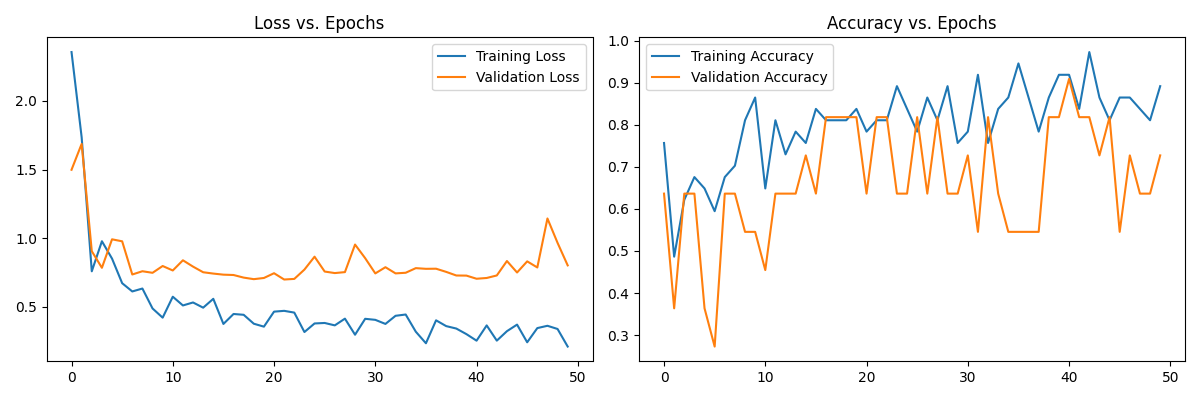 Loss vs. Epochs
Training Loss
Validation Loss
2.0
1.5
1.0
0.5
0 10 20 30 40 50
Accuracy vs. Epochs
Training Accuracy
Validation Accuracy
1.0
0.9
0.8
0.7
0.6
0.5
0.4
0.3
0 10 20 30 40 50